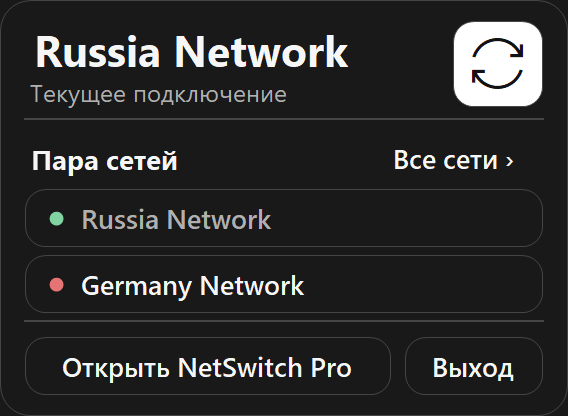 Russia Network
Текущее подключение
Пара сетей
Все сети ›
Russia Network
Germany Network
Открыть NetSwitch Pro
Выход